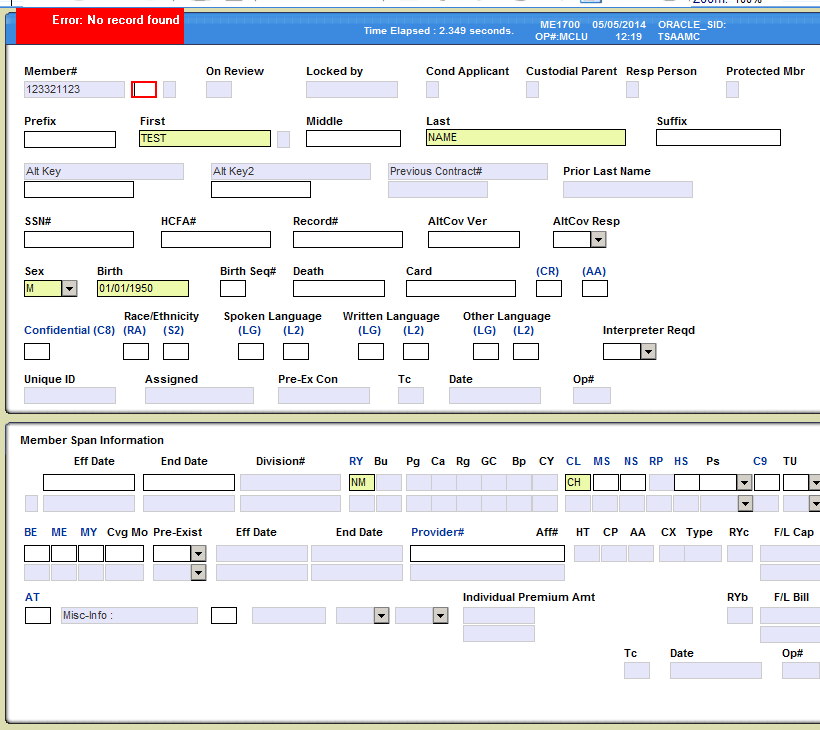 Error: No record found
Time Elapsed : 2.349 seconds.
ME1700 05/05/2014 ORACLE_SID:
OP#:MCLU 12:19 TSAAMC
Member# On Review Locked by Cond Applicant Custodial Parent Resp Person Protected Mbr
123321123
Prefix First Middle Last Suffix
TEST NAME
Alt Key Alt Key2 Previous Contract# Prior Last Name
SSN# HCFA# Record# AltCov Ver AltCov Resp
Sex Birth Birth Seq# Death Card (CR) (AA)
M 01/01/1950
Race/Ethnicity Spoken Language Written Language Other Language
Confidential (C8) (RA) (S2) (LG) (L2) (LG) (L2) (LG) (L2) Interpreter Reqd
Unique ID Assigned Pre-Ex Con Tc Date Op#
Member Span Information
Eff Date End Date Division# RY Bu Pg Ca Rg GC Bp CY CL MS NS RP HS Ps C9 TU
NM CH
BE ME MY Cvg Mo Pre-Exist Eff Date End Date Provider# Aff# HT CP AA CX Type RYc F/L Cap
AT Individual Premium Amt RYb F/L Bill
Misc-Info :
Tc Date Op#